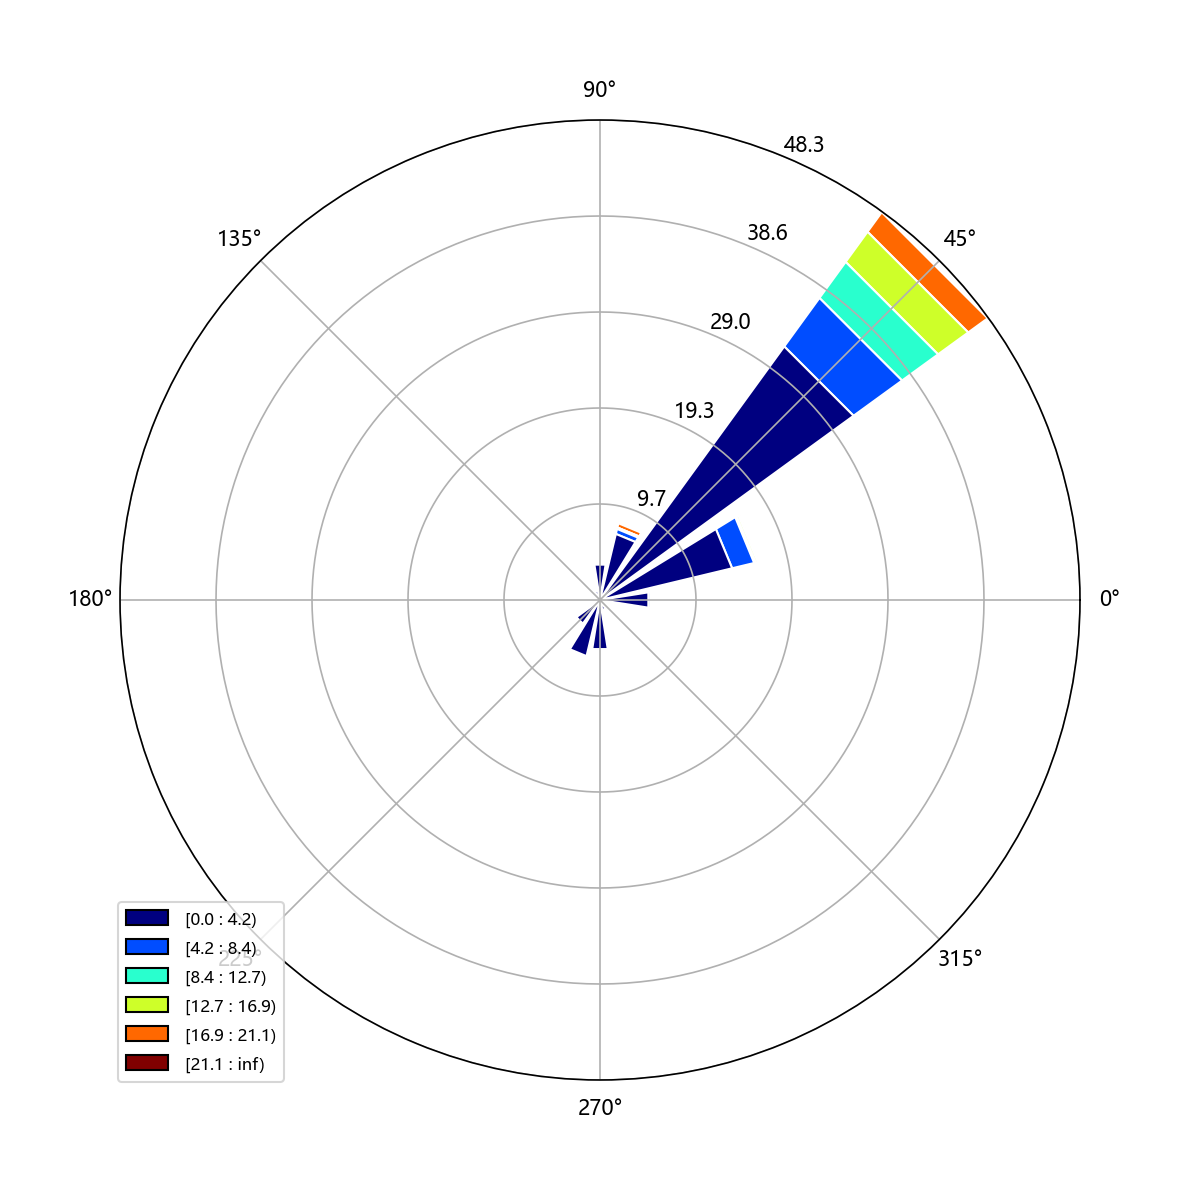 90°
48.3
135°
38.6
45°
29.0
19.3
9.7
180°
0°
[0.0 : 4.2)
[4.2 : 8.4)
225°
315°
[8.4 : 12.7)
[12.7 : 16.9)
[16.9 : 21.1)
[21.1 : inf)
270°